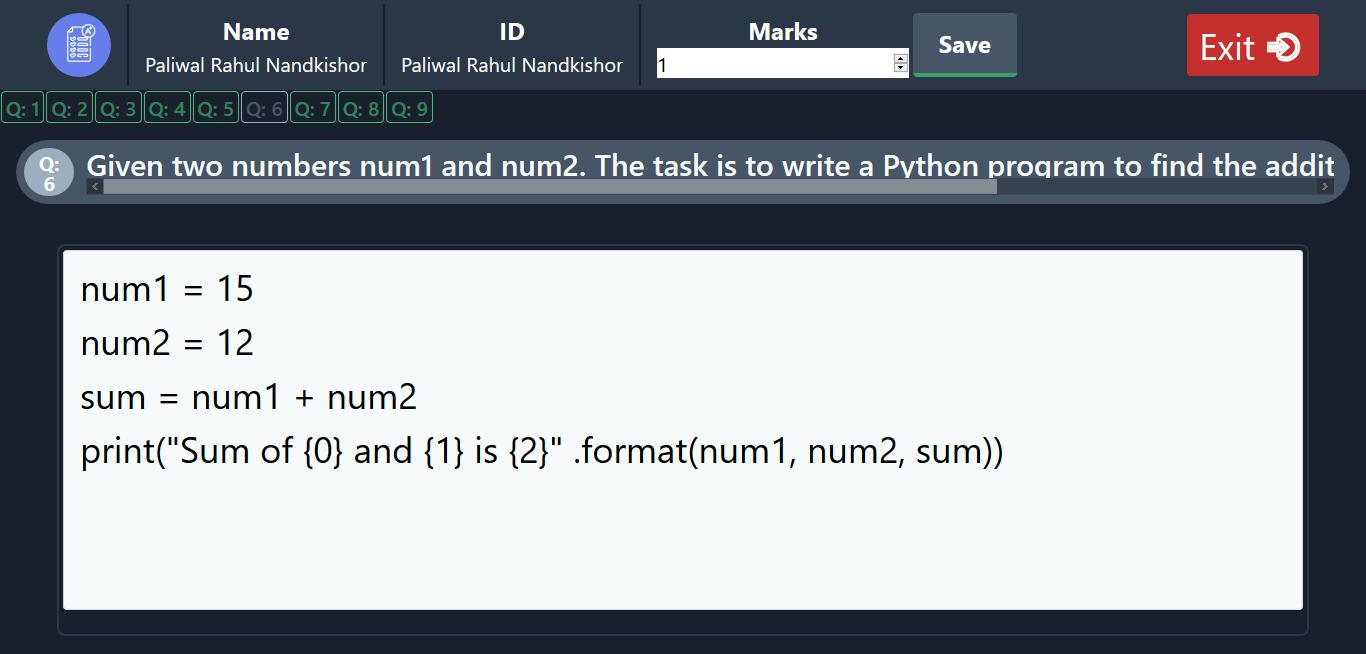 Name
Paliwal Rahul Nandkishor
ID
Paliwal Rahul Nandkishor
Marks
1
Save
Exit
Q: 1 Q: 2 Q: 3 Q: 4 Q: 5 Q: 6 Q: 7 Q: 8 Q: 9
Q: 6
Given two numbers num1 and num2. The task is to write a Python program to find the addit
num1 = 15
num2 = 12
sum = num1 + num2
print("Sum of {0} and {1} is {2}" .format(num1, num2, sum))